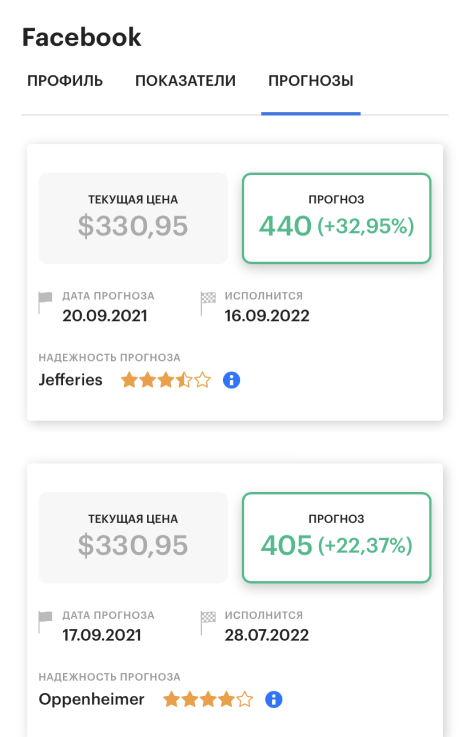 Facebook
ПРОФИЛЬ ПОКАЗАТЕЛИ ПРОГНОЗЫ
ТЕКУЩАЯ ЦЕНА
$330,95
ПРОГНОЗ
440 (+32,95%)
ДАТА ПРОГНОЗА
20.09.2021
ИСПОЛНИТСЯ
16.09.2022
НАДЕЖНОСТЬ ПРОГНОЗА
Jefferies
ТЕКУЩАЯ ЦЕНА
$330,95
ПРОГНОЗ
405 (+22,37%)
ДАТА ПРОГНОЗА
17.09.2021
ИСПОЛНИТСЯ
28.07.2022
НАДЕЖНОСТЬ ПРОГНОЗА
Oppenheimer